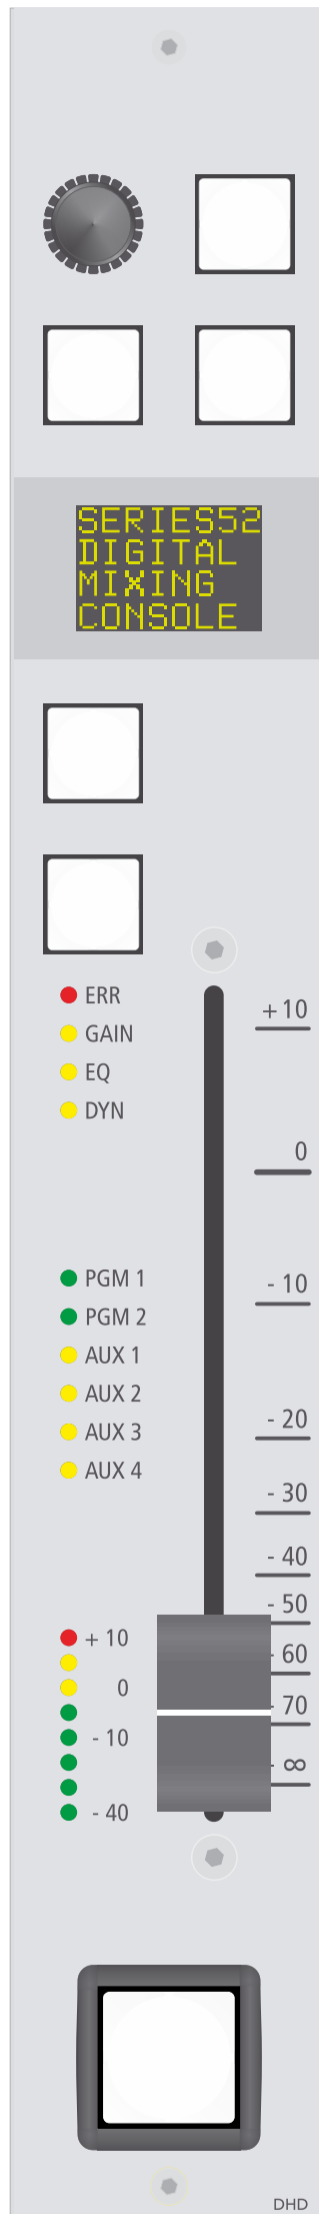 SERIES52
DIGITAL
MIXING
CONSOLE
ERR
GAIN
EQ
DYN
+10
0
- 10
- 20
- 30
- 40
- 50
- 60
- 70
- ∞
PGM 1
PGM 2
AUX 1
AUX 2
AUX 3
AUX 4
+ 10
0
- 10
- 40
DHD